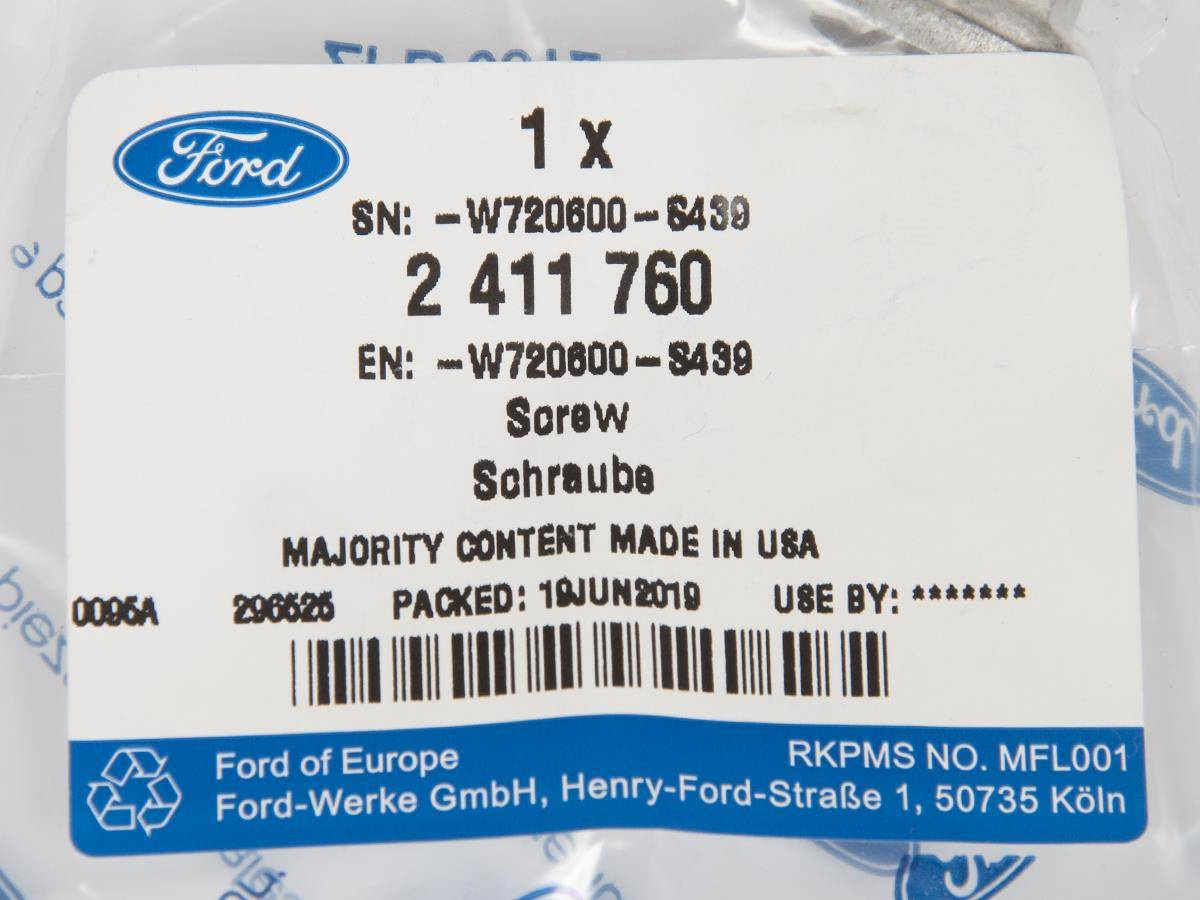 Ford
1 x
SN: -W720600-S439
2 411 760
EN: -W720600-S439
Screw
Schraube
MAJORITY CONTENT MADE IN USA
0095A 296525 PACKED: 19JUN2019 USE BY: *******
Ford of Europe RKPMS NO. MFL001
Ford-Werke GmbH, Henry-Ford-Straße 1, 50735 Köln